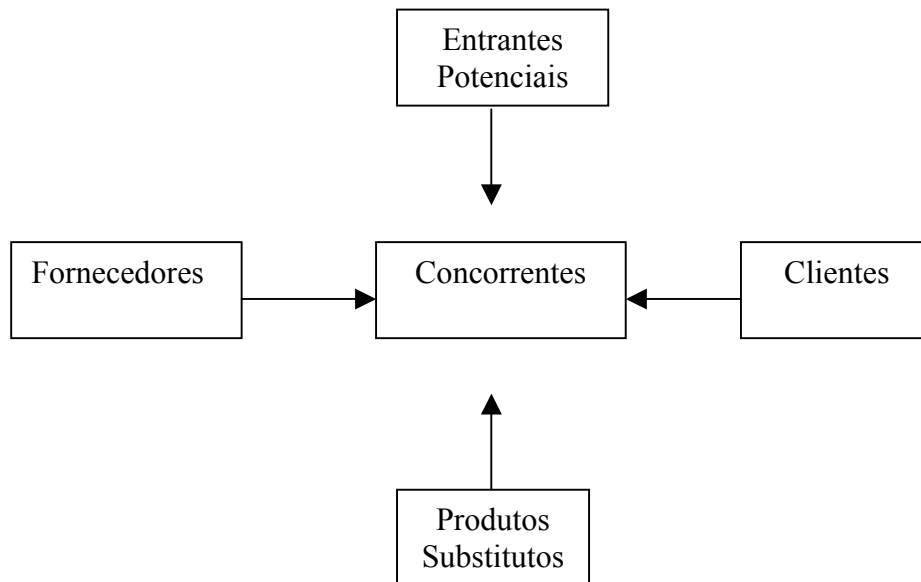 Entrantes
Potenciais
Fornecedores
Concorrentes
Clientes
Produtos
Substitutos